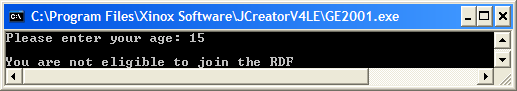 C:\Program Files\Xinox Software\JCreatorV4LE\GE2001.exe
Please enter your age: 15
You are not eligible to join the RDF